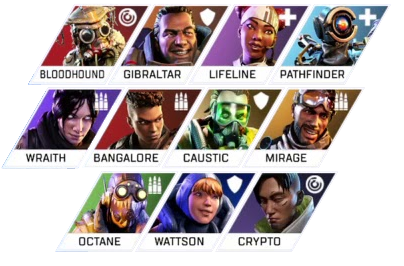 BLOODHOUND GIBRALTAR LIFELINE PATHFINDER
WRAITH BANGALORE CAUSTIC MIRAGE
OCTANE WATTSON CRYPTO